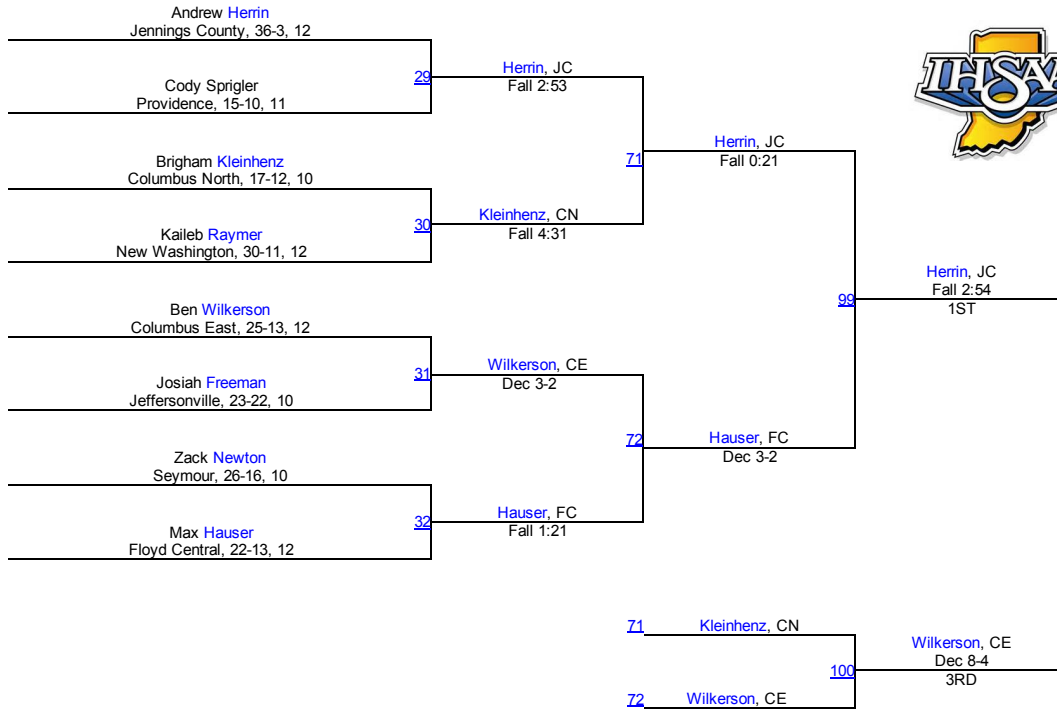 Andrew Herrin
Jennings County, 36-3, 12
29
Cody Sprigler
Providence, 15-10, 11
Herrin, JC
Fall 2:53
IHSAA
Brigham Kleinhenz
Columbus North, 17-12, 10
30
Kaileb Raymer
New Washington, 30-11, 12
Kleinhenz, CN
Fall 4:31
71
Herrin, JC
Fall 0:21
Ben Wilkerson
Columbus East, 25-13, 12
31
Josiah Freeman
Jeffersonville, 23-22, 10
Wilkerson, CE
Dec 3-2
Zack Newton
Seymour, 26-16, 10
32
Max Hauser
Floyd Central, 22-13, 12
Hauser, FC
Fall 1:21
72
Hauser, FC
Dec 3-2
99
Herrin, JC
Fall 2:54
1ST
71
Kleinhenz, CN
72
Wilkerson, CE
100
Wilkerson, CE
Dec 8-4
3RD